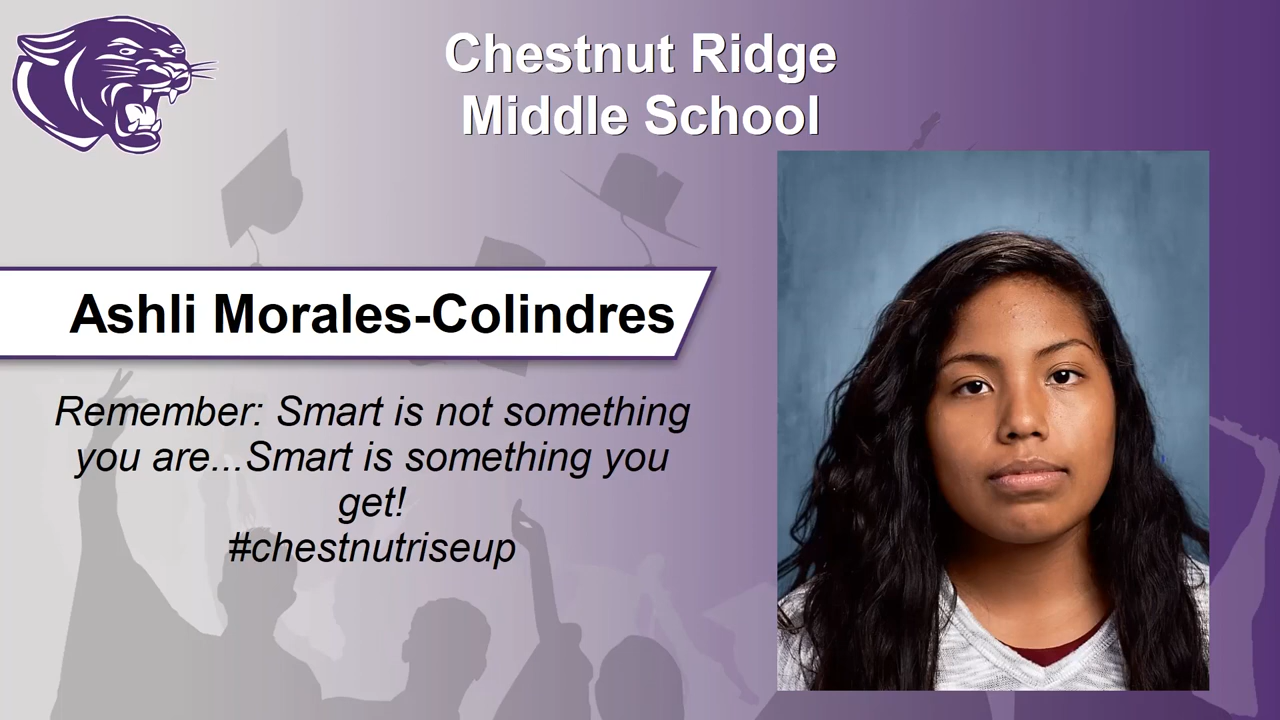 Chestnut Ridge
Middle School
Ashli Morales-Colindres
Remember: Smart is not something
you are...Smart is something you
get!
#chestnutriseup